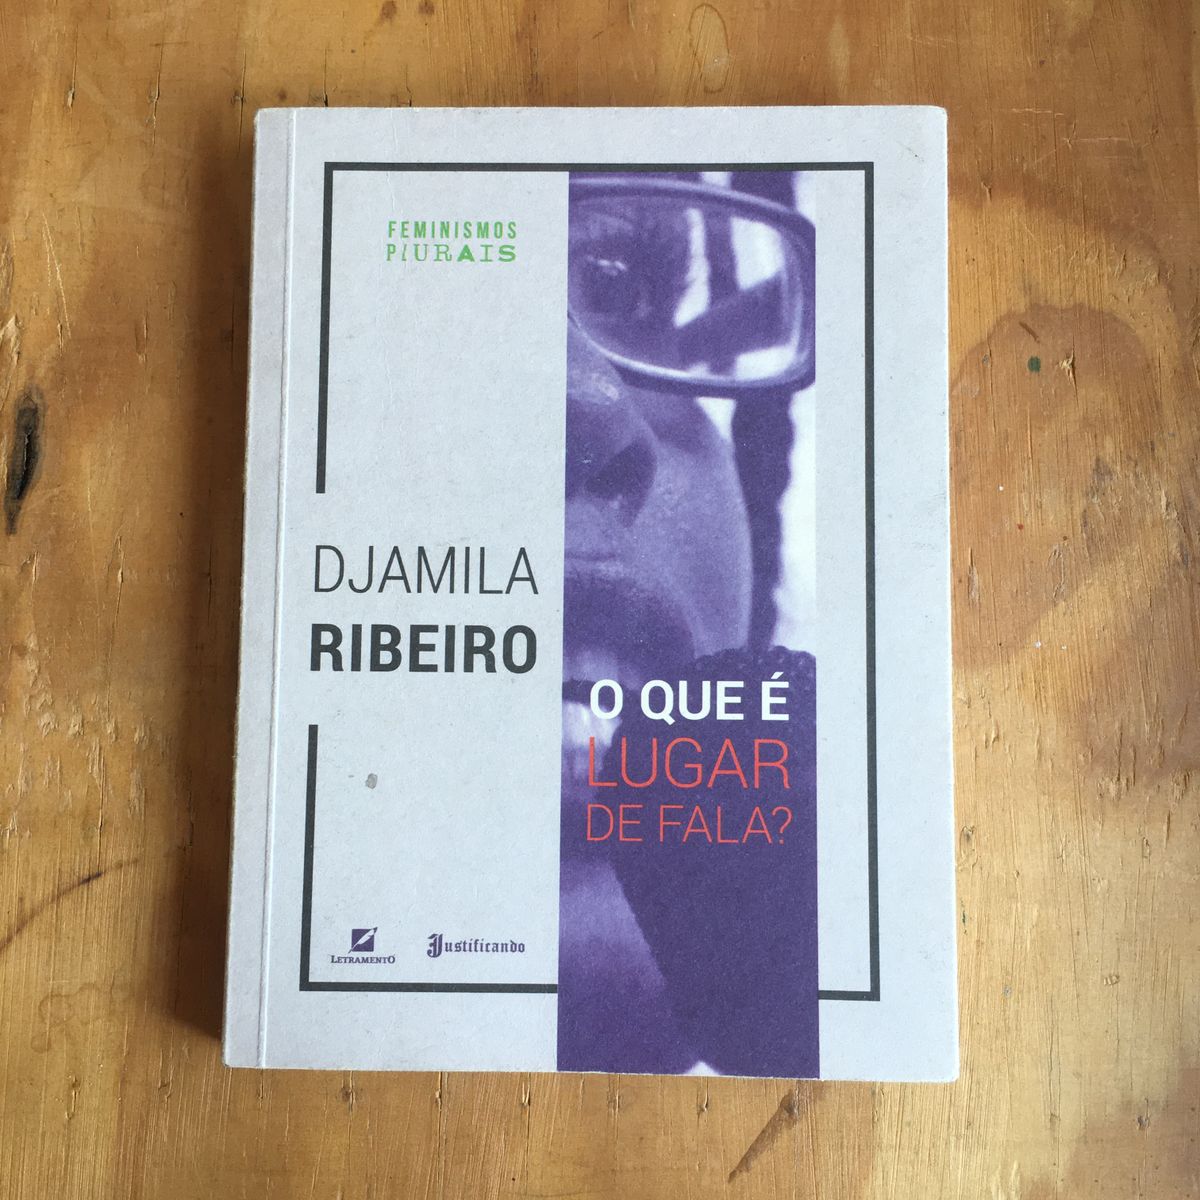 FEMINISMOS
PLURAIS
DJAMILA
RIBEIRO
O QUE É
LUGAR
DE FALA?
LETRAMENTO
Justificando